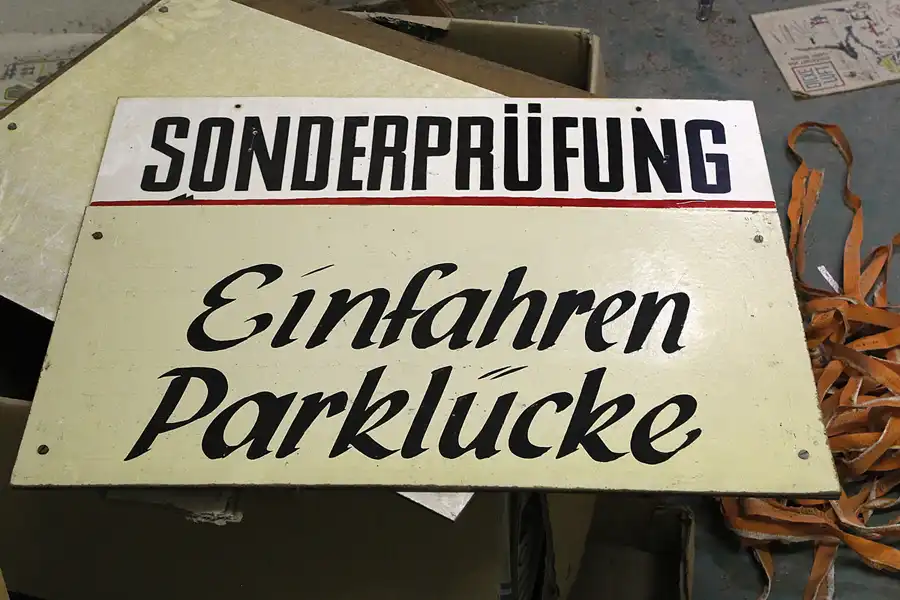 SONDERPRÜFUNG
Einfahren
Parklücke